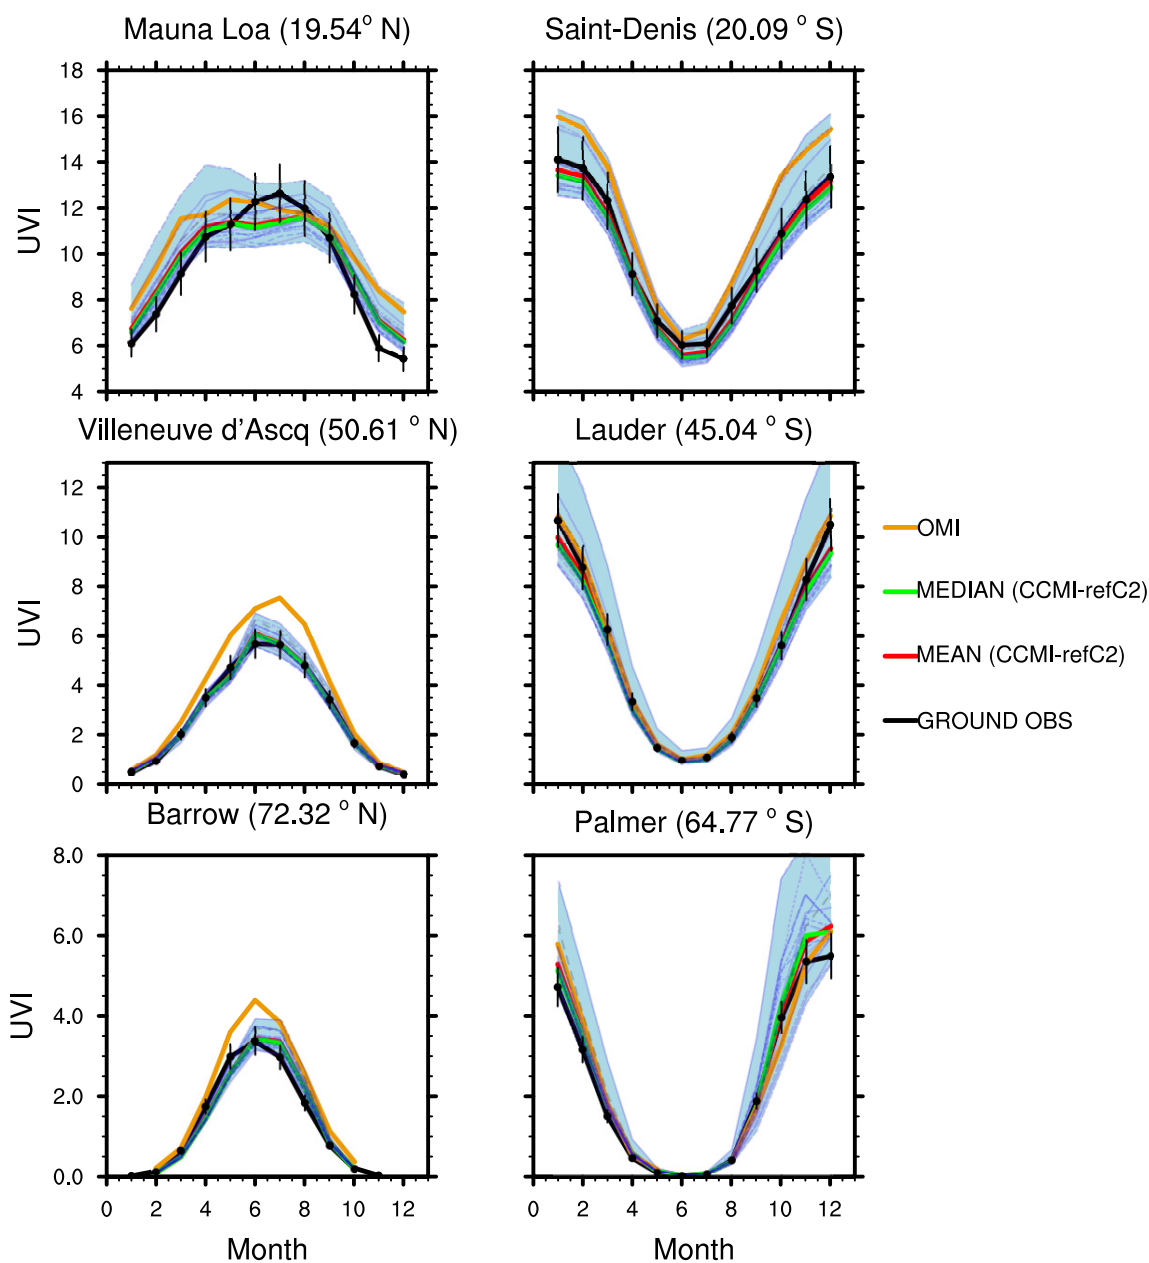 Mauna Loa (19.54° N)
Saint-Denis (20.09 ° S)
18
16
14
12
10
8
6
4
UVI
Villeneuve d'Ascq (50.61 ° N)
Lauder (45.04 ° S)
12
10
8
6
4
2
0
UVI
OMI
MEDIAN (CCMI-refC2)
MEAN (CCMI-refC2)
GROUND OBS
Barrow (72.32 ° N)
Palmer (64.77 ° S)
8.0
6.0
4.0
2.0
0.0
UVI
0 2 4 6 8 10 12
0 2 4 6 8 10 12
Month
Month